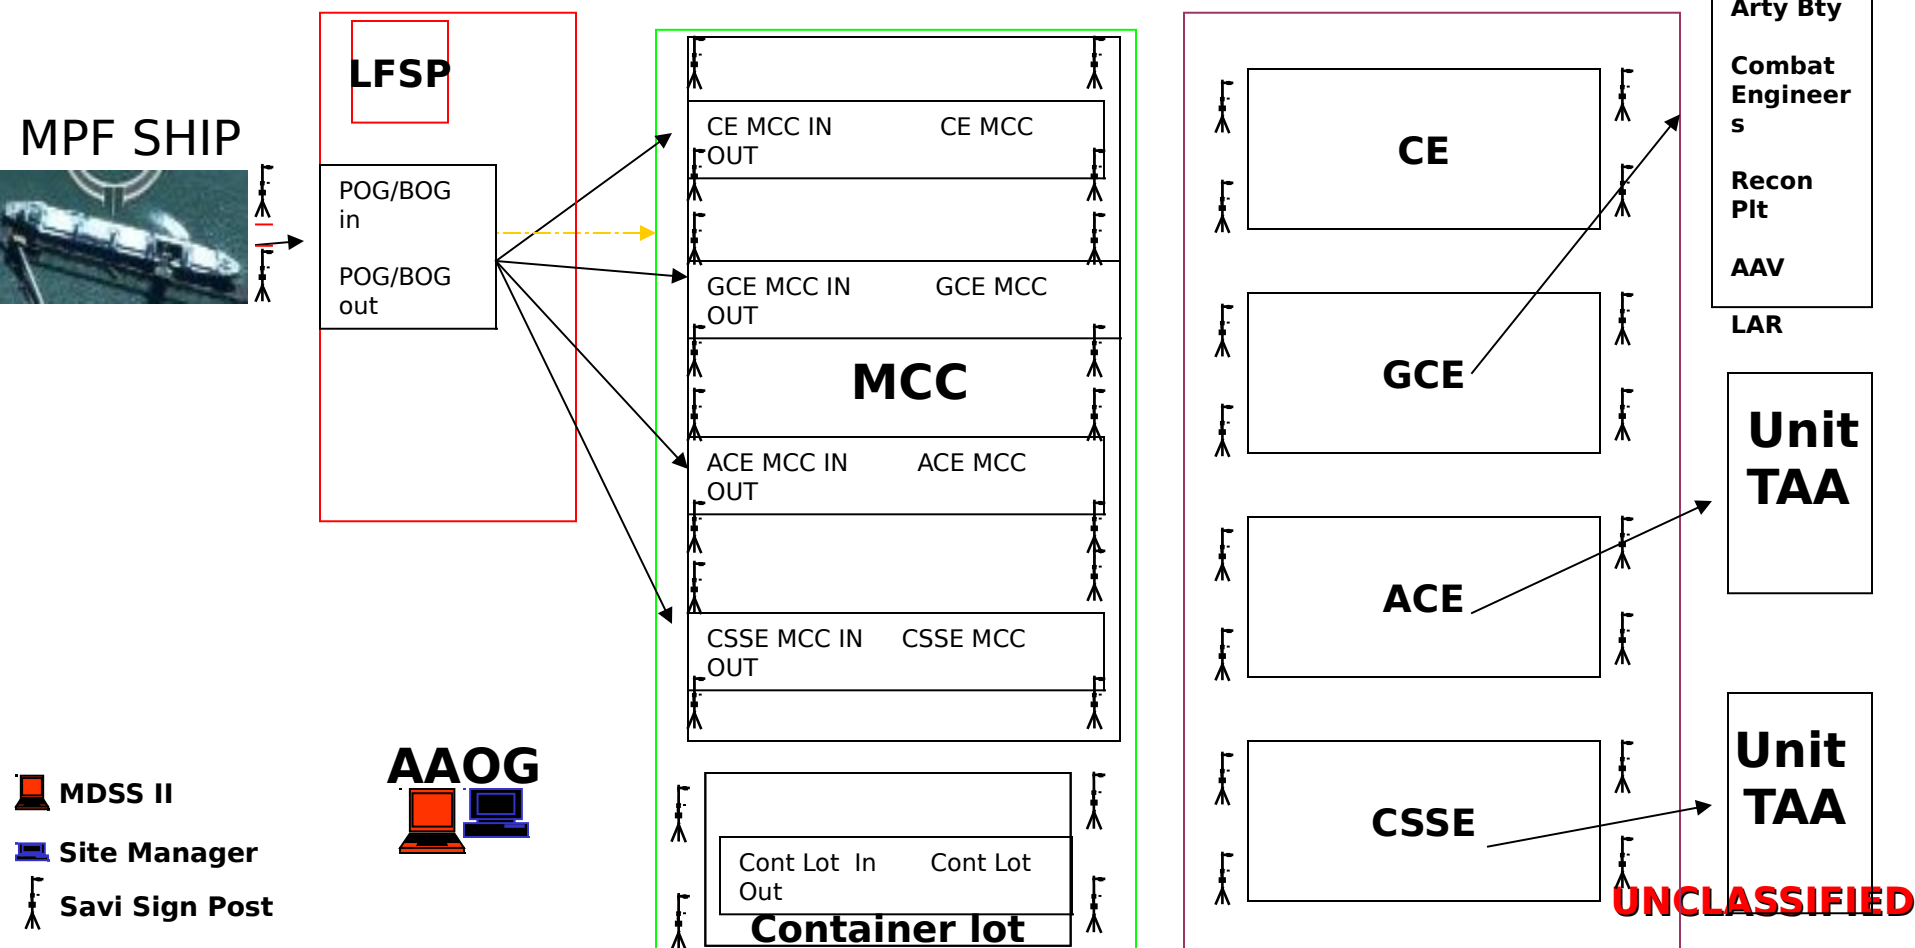 MPF SHIP
LFSP
POG/BOG
in
POG/BOG
out
CE MCC IN CE MCC
OUT
GCE MCC IN GCE MCC
OUT
MCC
ACE MCC IN ACE MCC
OUT
CSSE MCC IN CSSE MCC
OUT
Cont Lot In Cont Lot
Out
Container lot
CE
GCE
ACE
CSSE
Arty Bty
Combat
Engineer
s
Recon
Plt
AAV
LAR
Unit
TAA
Unit
TAA
AAOG
MDSS II
Site Manager
Savi Sign Post
UNCLASSIFIED